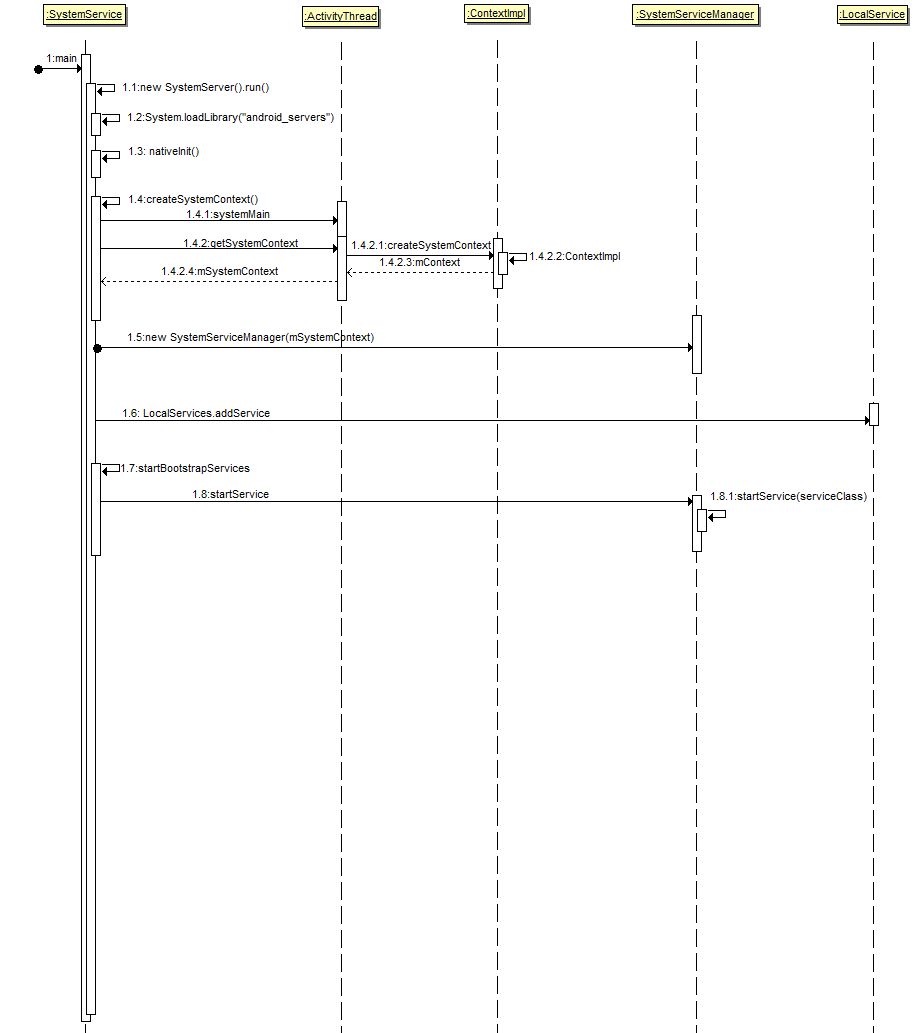 :SystemService
:ActivityThread
:ContextImpl
:SystemServiceManager
:LocalService
1:main
1.1:new SystemServer().run()
1.2:System.loadLibrary("android_servers")
1.3: nativeInit()
1.4:createSystemContext()
1.4.1:systemMain
1.4.2:getSystemContext
1.4.2.1:createSystemContext
1.4.2.2:ContextImpl
1.4.2.3:mContext
1.4.2.4:mSystemContext
1.5:new SystemServiceManager(mSystemContext)
1.6: LocalServices.addService
1.7:startBootstrapServices
1.8:startService
1.8.1:startService(serviceClass)